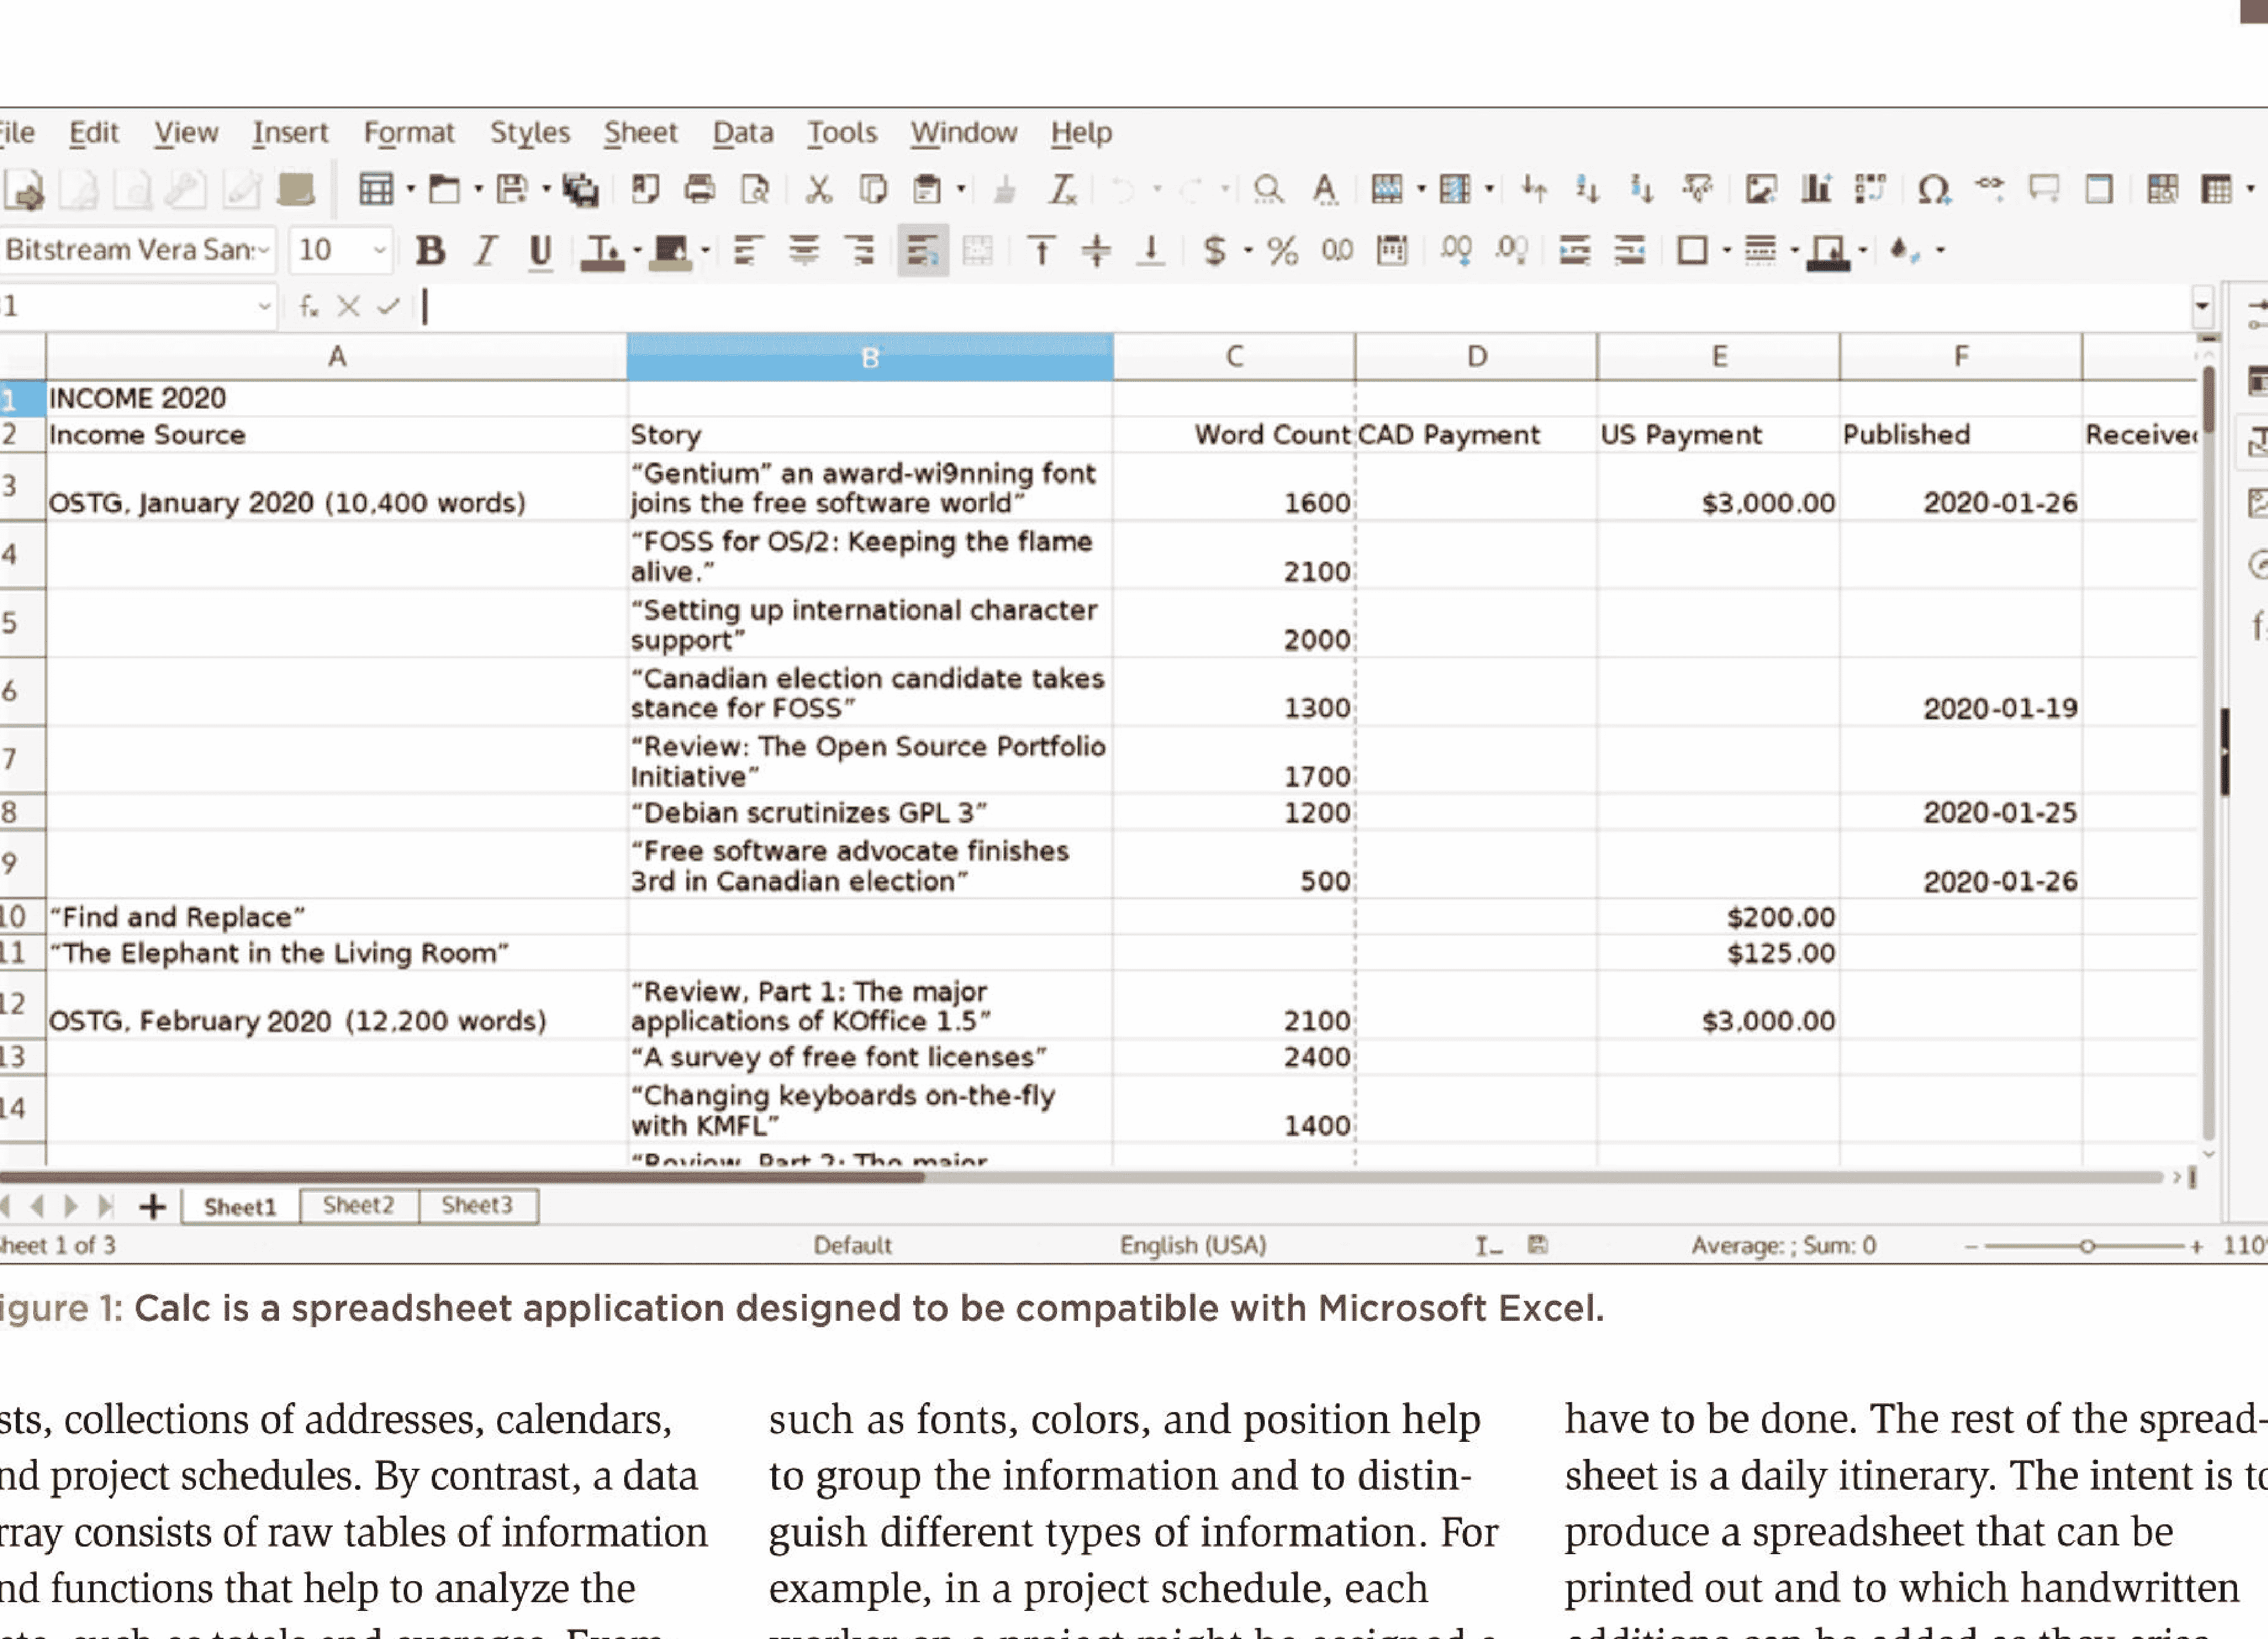 Edit View Insert Format Styles Sheet Data Tools Window Help
Bitstream Vera San 10
A B C D E F
1 INCOME 2020
2 Income Source Story Word Count CAD Payment US Payment Published
3 OSTG, January 2020 (10,400 words) “Gentium” an award-wi9nning font
joins the free software world” 1600 $3,000.00 2020-01-26
4 “FOSS for OS/2: Keeping the flame
alive.” 2100
5 “Setting up international character
support” 2000
6 “Canadian election candidate takes
stance for FOSS” 1300 2020-01-19
7 “Review: The Open Source Portfolio
Initiative” 1700
8 “Debian scrutinizes GPL 3” 1200 2020-01-25
9 “Free software advocate finishes
3rd in Canadian election” 500 2020-01-26
10 “Find and Replace” $200.00
11 “The Elephant in the Living Room” $125.00
12 OSTG, February 2020 (12,200 words) “Review, Part 1: The major
applications of KOffice 1.5” 2100 $3,000.00
13 “A survey of free font licenses” 2400
14 “Changing keyboards on-the-fly
with KMFL” 1400
“Review, Part 2: The major
Sheet1 Sheet2 Sheet3
1 of 3 Default English (USA) Average: ; Sum: 0
1: Calc is a spreadsheet application designed to be compatible with Microsoft Excel.
collections of addresses, calendars,
project schedules. By contrast, a data
consists of raw tables of information
functions that help to analyze the
such as fonts, colors, and position help
to group the information and to distin-
guish different types of information. For
example, in a project schedule, each
have to be done. The rest of the spread-
sheet is a daily itinerary. The intent is to
produce a spreadsheet that can be
printed out and to which handwritten